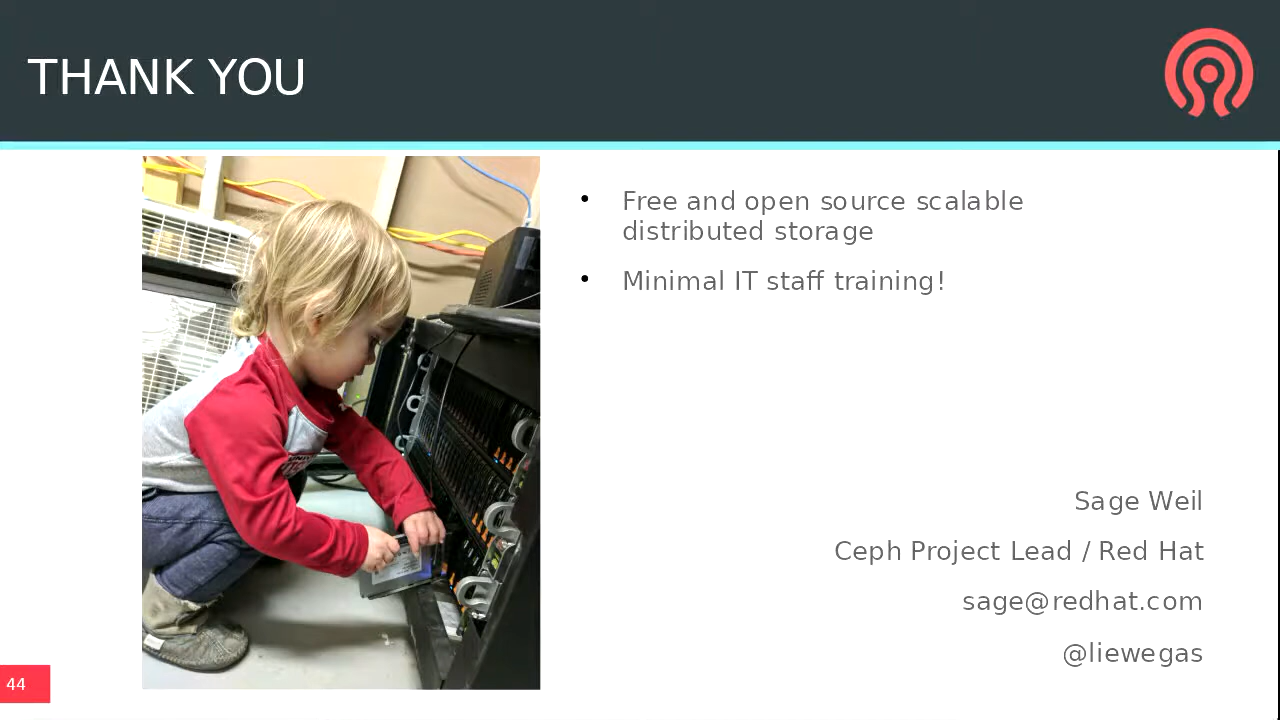 THANK YOU
• Free and open source scalable
distributed storage
• Minimal IT staff training!
Sage Weil
Ceph Project Lead / Red Hat
sage@redhat.com
@liewegas
44